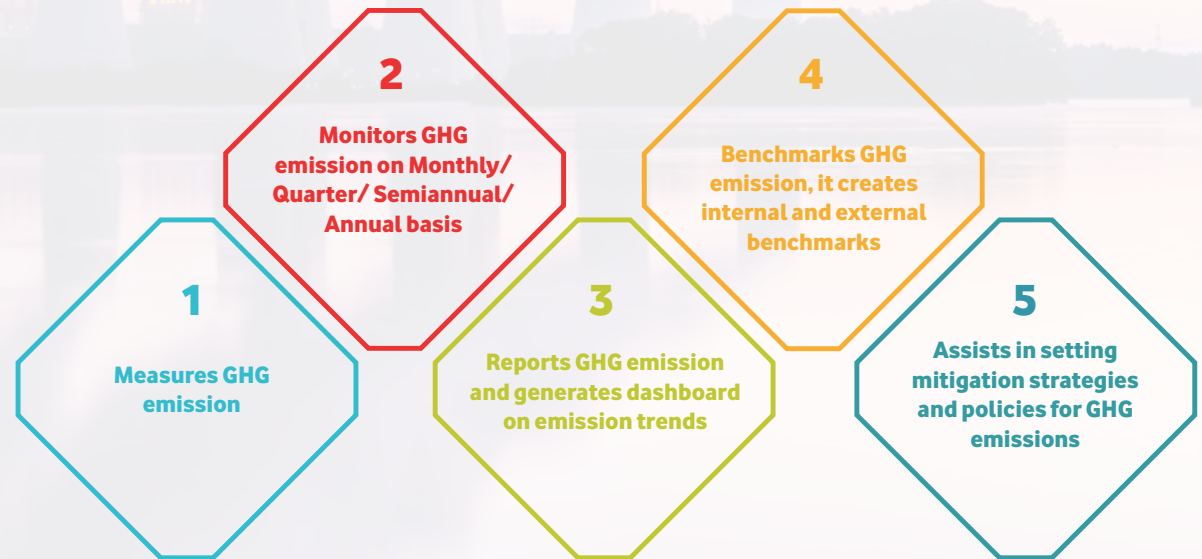 1
Measures GHG
emission
2
Monitors GHG
emission on Monthly/
Quarter/ Semiannual/
Annual basis
3
Reports GHG emission
and generates dashboard
on emission trends
4
Benchmarks GHG
emission, it creates
internal and external
benchmarks
5
Assists in setting
mitigation strategies
and policies for GHG
emissions